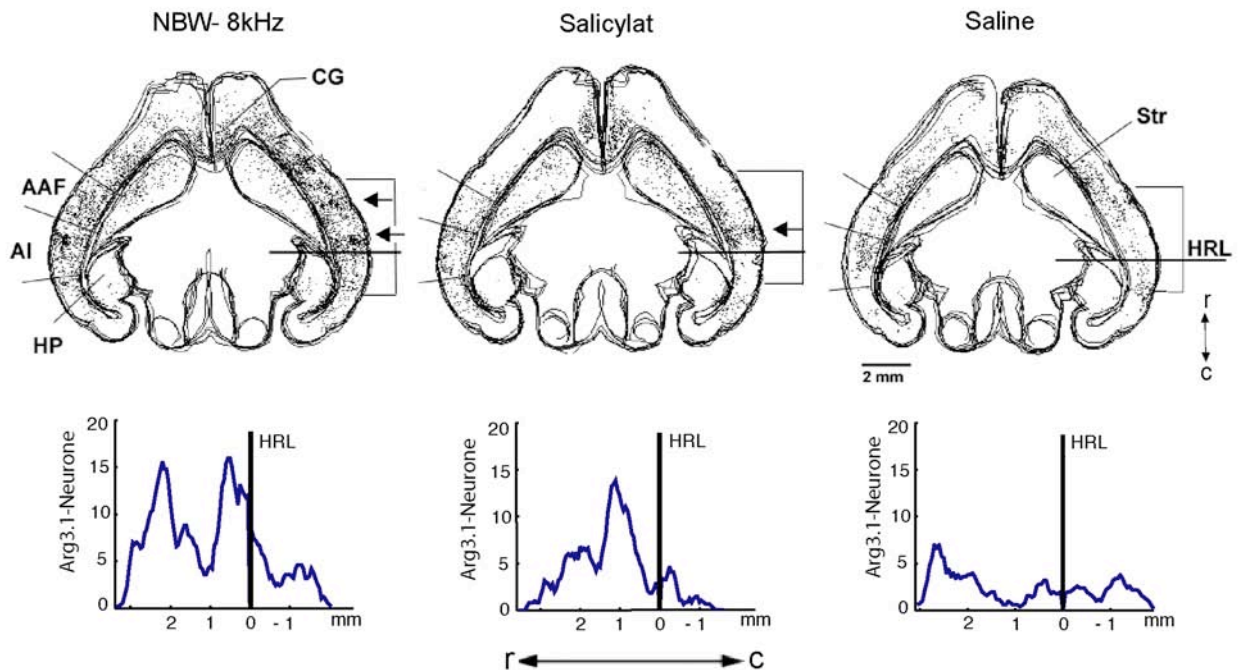 NBW- 8kHz
Salicylat
Saline
CG
Str
AAF
AI
HP
HRL
r
c
2 mm
Arg3.1-Neurone
20
15
10
5
0
HRL
2 1 0 - 1 mm
Arg3.1-Neurone
20
15
10
5
0
HRL
2 1 0 - 1 mm
Arg3.1-Neurone
20
15
10
5
0
HRL
2 1 0 - 1 mm
r c